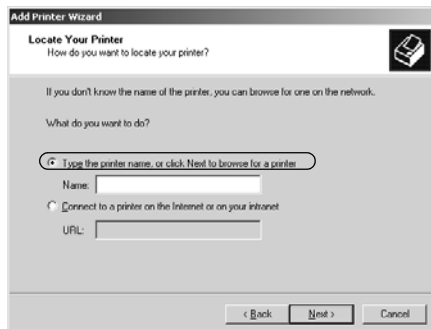 Add Printer Wizard
Locate Your Printer
How do you want to locate your printer?
If you don't know the name of the printer, you can browse for one on the network.
What do you want to do?
Type the printer name, or click Next to browse for a printer
Name:
Connect to a printer on the Internet or on your intranet
URL:
< Back Next > Cancel